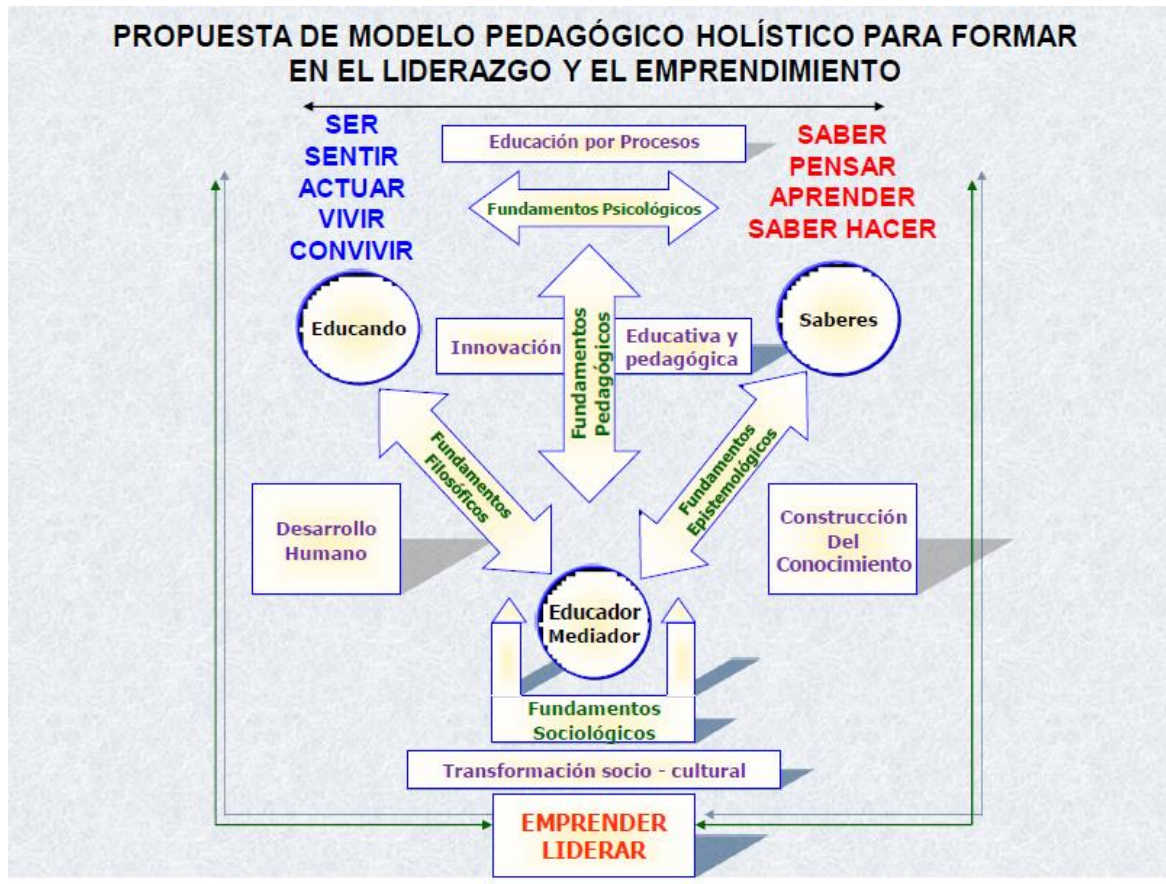 PROPUESTA DE MODELO PEDAGÓGICO HOLÍSTICO PARA FORMAR
EN EL LIDERAZGO Y EL EMPRENDIMIENTO
SER
SENTIR
ACTUAR
VIVIR
CONVIVIR
Educación por Procesos
Fundamentos Psicológicos
SABER
PENSAR
APRENDER
SABER HACER
Educando
Innovación
Fundamentos
Pedagógicos
Educativa y
pedagógica
Saberes
Fundamentos
Filosóficos
Fundamentos
Epistemológicos
Desarrollo
Humano
Construcción
Del
Conocimiento
Educador
Mediador
Fundamentos
Sociológicos
Transformación socio - cultural
EMPRENDER
LIDERAR